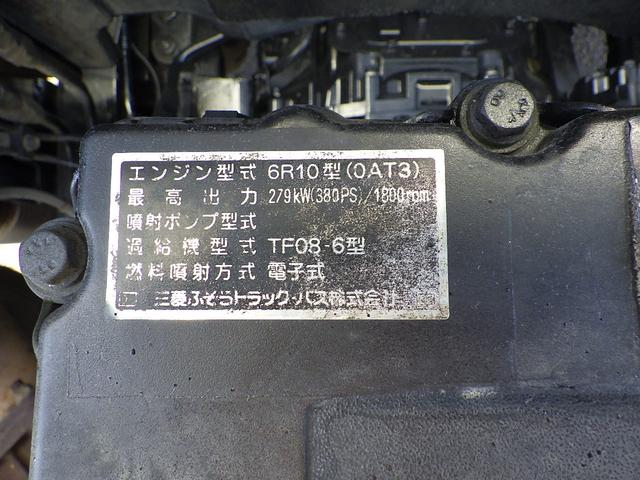 エンジン型式 6R10型(0AT3)
最高出力 279kW(380PS)/1800rpm
噴射ポンプ型式
過給機型式 TF08-6型
燃料噴射方式 電子式
三菱ふそうトラック・バス株式会社